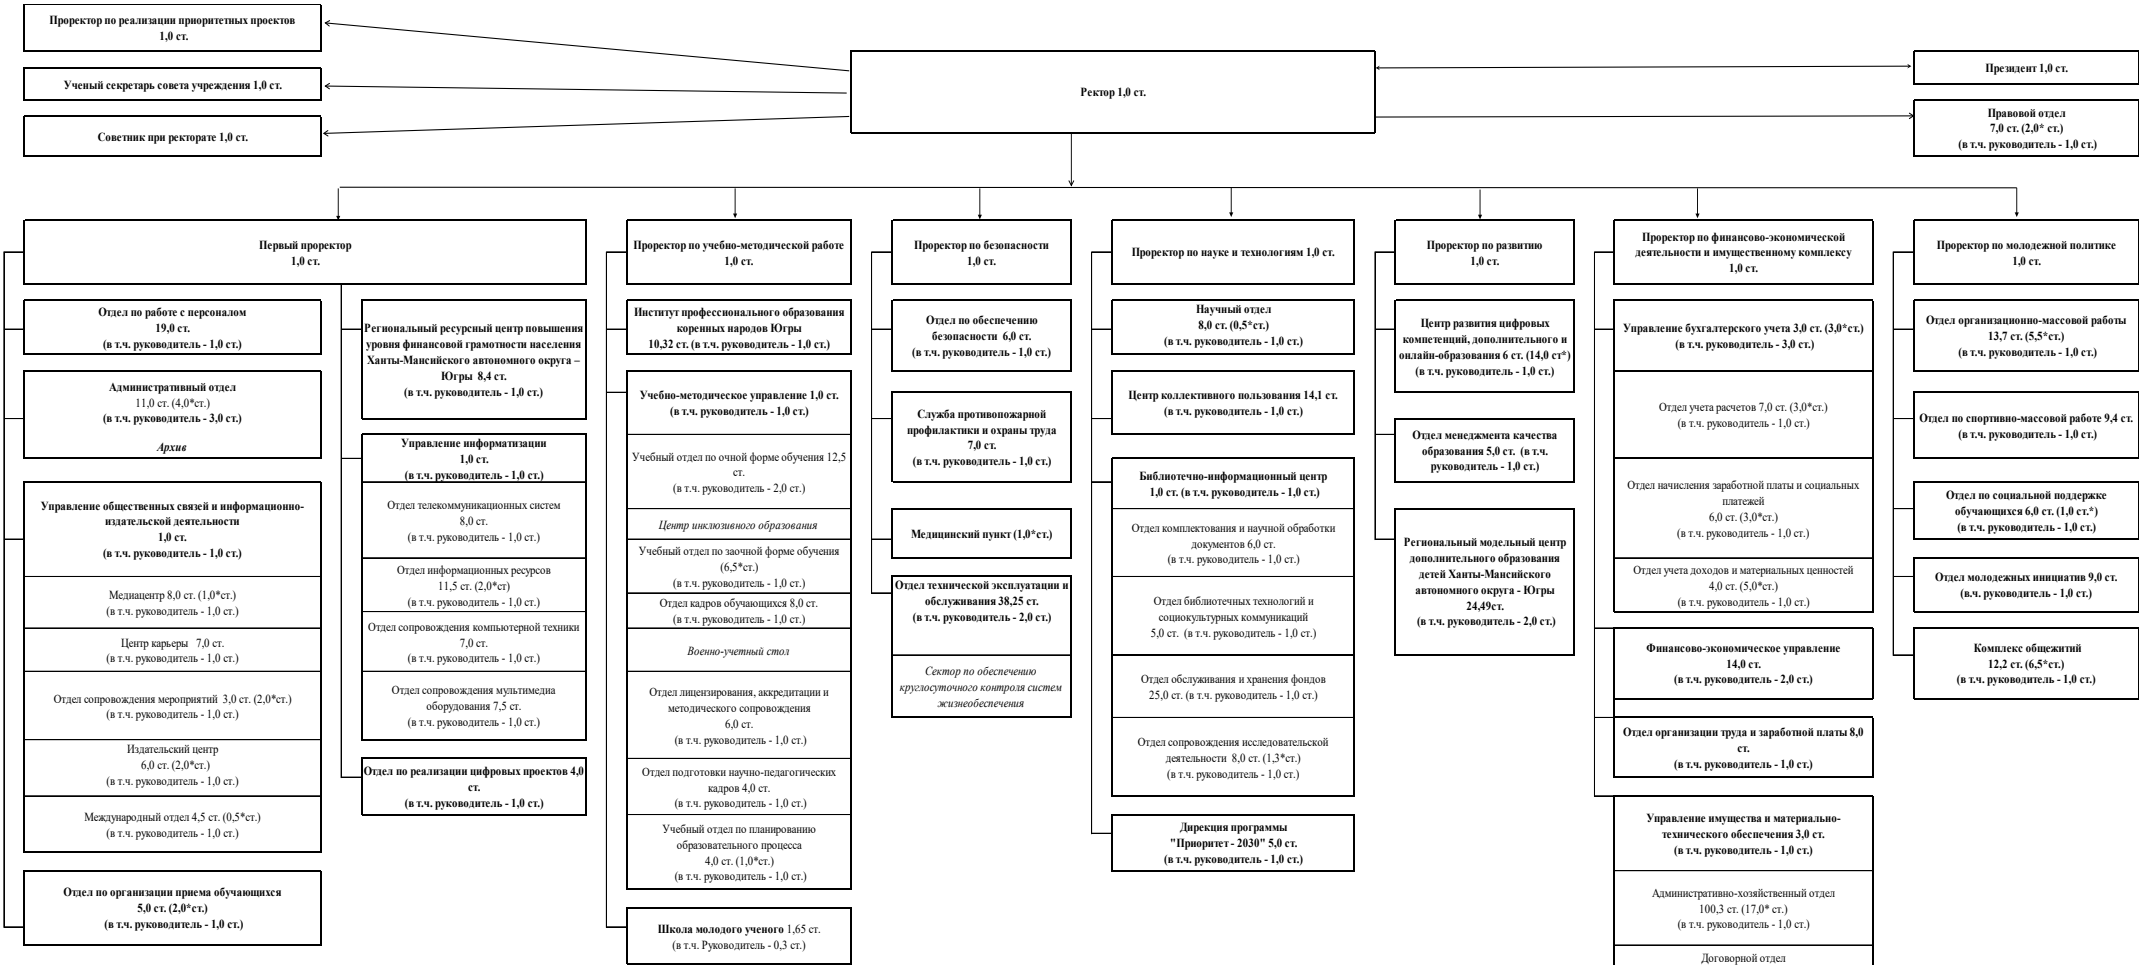 Проректор по реализации приоритетных проектов
1,0 ст.
Ученый секретарь совета учреждения 1,0 ст.
Советник при ректорате 1,0 ст.
Ректор 1,0 ст.
Президент 1,0 ст.
Правовой отдел
7,0 ст. (2,0* ст.)
(в т.ч. руководитель - 1,0 ст.)
Первый проректор
1,0 ст.
Отдел по работе с персоналом
19,0 ст.
(в т.ч. руководитель - 1,0 ст.)
Административный отдел
11,0 ст. (4,0*ст.)
(в т.ч. руководитель - 3,0 ст.)
Архив
Управление общественных связей и информационно-
издательской деятельности
1,0 ст.
(в т.ч. руководитель - 1,0 ст.)
Медиацентр 8,0 ст. (1,0*ст.)
(в т.ч. руководитель - 1,0 ст.)
Центр карьеры 7,0 ст.
(в т.ч. руководитель - 1,0 ст.)
Отдел сопровождения мероприятий 3,0 ст. (2,0*ст.)
(в т.ч. руководитель - 1,0 ст.)
Издательский центр
6,0 ст. (2,0*ст.)
(в т.ч. руководитель - 1,0 ст.)
Международный отдел 4,5 ст. (0,5*ст.)
(в т.ч. руководитель - 1,0 ст.)
Отдел по организации приема обучающихся
5,0 ст. (2,0*ст.)
(в т.ч. руководитель - 1,0 ст.)
Региональный ресурсный центр повышения
уровня финансовой грамотности населения
Ханты-Мансийского автономного округа –
Югры 8,4 ст.
(в т.ч. руководитель - 1,0 ст.)
Управление информатизации
1,0 ст.
(в т.ч. руководитель - 1,0 ст.)
Отдел телекоммуникационных систем
8,0 ст.
(в т.ч. руководитель - 1,0 ст.)
Отдел информационных ресурсов
11,5 ст. (2,0*ст)
(в т.ч. руководитель - 1,0 ст.)
Отдел сопровождения компьютерной техники
7,0 ст.
(в т.ч. руководитель - 1,0 ст.)
Отдел сопровождения мультимедиа
оборудования 7,5 ст.
(в т.ч. руководитель - 1,0 ст.)
Отдел по реализации цифровых проектов 4,0
ст.
(в т.ч. руководитель - 1,0 ст.)
Проректор по учебно-методической работе
1,0 ст.
Институт профессионального образования
коренных народов Югры
10,32 ст. (в т.ч. руководитель - 1,0 ст.)
Учебно-методическое управление 1,0 ст.
(в т.ч. руководитель - 1,0 ст.)
Учебный отдел по очной форме обучения 12,5
ст.
(в т.ч. руководитель - 2,0 ст.)
Центр инклюзивного образования
Учебный отдел по заочной форме обучения
(6,5*ст.)
(в т.ч. руководитель - 1,0 ст.)
Отдел кадров обучающихся 8,0 ст.
(в т.ч. руководитель - 1,0 ст.)
Военно-учетный стол
Отдел лицензирования, аккредитации и
методического сопровождения
6,0 ст.
(в т.ч. руководитель - 1,0 ст.)
Отдел подготовки научно-педагогических
кадров 4,0 ст.
(в т.ч. руководитель - 1,0 ст.)
Учебный отдел по планированию
образовательного процесса
4,0 ст. (1,0*ст.)
(в т.ч. руководитель - 1,0 ст.)
Школа молодого ученого 1,65 ст.
(в т.ч. Руководитель - 0,3 ст.)
Проректор по безопасности
1,0 ст.
Отдел по обеспечению
безопасности 6,0 ст.
(в т.ч. руководитель - 1,0 ст.)
Служба противопожарной
профилактики и охраны труда
7,0 ст.
(в т.ч. руководитель - 1,0 ст.)
Медицинский пункт (1,0*ст.)
Отдел технической эксплуатации и
обслуживания 38,25 ст.
(в т.ч. руководитель - 2,0 ст.)
Сектор по обеспечению
круглосуточного контроля систем
жизнеобеспечения
Проректор по науке и технологиям 1,0 ст.
Научный отдел
8,0 ст. (0,5*ст.)
(в т.ч. руководитель - 1,0 ст.)
Центр коллективного пользования 14,1 ст.
(в т.ч. руководитель - 1,0 ст.)
Библиотечно-информационный центр
1,0 ст. (в т.ч. руководитель - 1,0 ст.)
Отдел комплектования и научной обработки
документов 6,0 ст.
(в т.ч. руководитель - 1,0 ст.)
Отдел библиотечных технологий и
социокультурных коммуникаций
5,0 ст. (в т.ч. руководитель - 1,0 ст.)
Отдел обслуживания и хранения фондов
25,0 ст. (в т.ч. руководитель - 1,0 ст.)
Отдел сопровождения исследовательской
деятельности 8,0 ст. (1,3*ст.)
(в т.ч. руководитель - 1,0 ст.)
Дирекция программы
"Приоритет - 2030" 5,0 ст.
(в т.ч. руководитель - 1,0 ст.)
Проректор по развитию
1,0 ст.
Центр развития цифровых
компетенций, дополнительного и
онлайн-образования 6 ст. (14,0 ст*)
(в т.ч. руководитель - 1,0 ст.)
Отдел менеджмента качества
образования 5,0 ст. (в т.ч.
руководитель - 1,0 ст.)
Региональный модельный центр
дополнительного образования
детей Ханты-Мансийского
автономного округа - Югры
24,49ст.
(в т.ч. руководитель - 2,0 ст.)
Проректор по финансово-экономической
деятельности и имущественному комплексу
1,0 ст.
Управление бухгалтерского учета 3,0 ст. (3,0*ст.)
(в т.ч. руководитель - 3,0 ст.)
Отдел учета расчетов 7,0 ст. (3,0*ст.)
(в т.ч. руководитель - 1,0 ст.)
Отдел начисления заработной платы и социальных
платежей
6,0 ст. (3,0*ст.)
(в т.ч. руководитель - 1,0 ст.)
Отдел учета доходов и материальных ценностей
4,0 ст. (5,0*ст.)
(в т.ч. руководитель - 1,0 ст.)
Финансово-экономическое управление
14,0 ст.
(в т.ч. руководитель - 2,0 ст.)
Отдел организации труда и заработной платы 8,0
ст.
(в т.ч. руководитель - 1,0 ст.)
Управление имущества и материально-
технического обеспечения 3,0 ст.
(в т.ч. руководитель - 1,0 ст.)
Административно-хозяйственный отдел
100,3 ст. (17,0* ст.)
(в т.ч. руководитель - 1,0 ст.)
Договорной отдел
Проректор по молодежной политике
1,0 ст.
Отдел организационно-массовой работы
13,7 ст. (5,5*ст.)
(в т.ч. руководитель - 1,0 ст.)
Отдел по спортивно-массовой работе 9,4 ст.
(в т.ч. руководитель - 1,0 ст.)
Отдел по социальной поддержке
обучающихся 6,0 ст. (1,0 ст.*)
(в т.ч. руководитель - 1,0 ст.)
Отдел молодежных инициатив 9,0 ст.
(в.ч. руководитель - 1,0 ст.)
Комплекс общежитий
12,2 ст. (6,5*ст.)
(в т.ч. руководитель - 1,0 ст.)